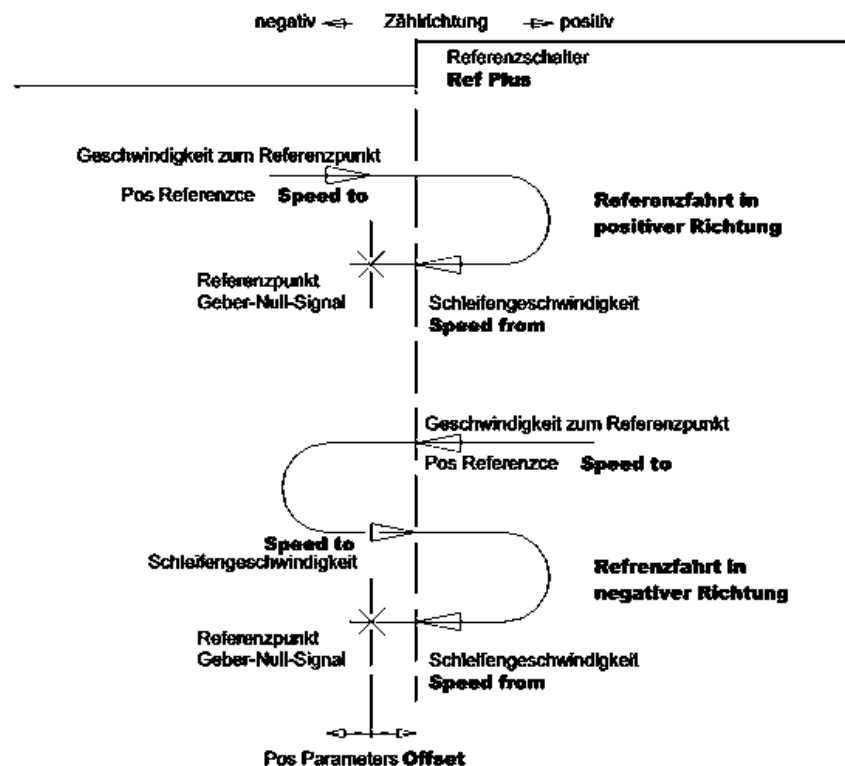 negativ Zählrichtung positiv
Referenzschalter
Ref Plus
Geschwindigkeit zum Referenzpunkt
Pos Referenzce Speed to
Referenzfahrt in
positiver Richtung
Referenzpunkt
Geber-Null-Signal
Schleifengeschwindigkeit
Speed from
Geschwindigkeit zum Referenzpunkt
Pos Referenzce Speed to
Speed to
Schleifengeschwindigkeit
Refrenzfahrt in
negativer Richtung
Referenzpunkt
Geber-Null-Signal
Schleifengeschwindigkeit
Speed from
Pos Parameters Offset